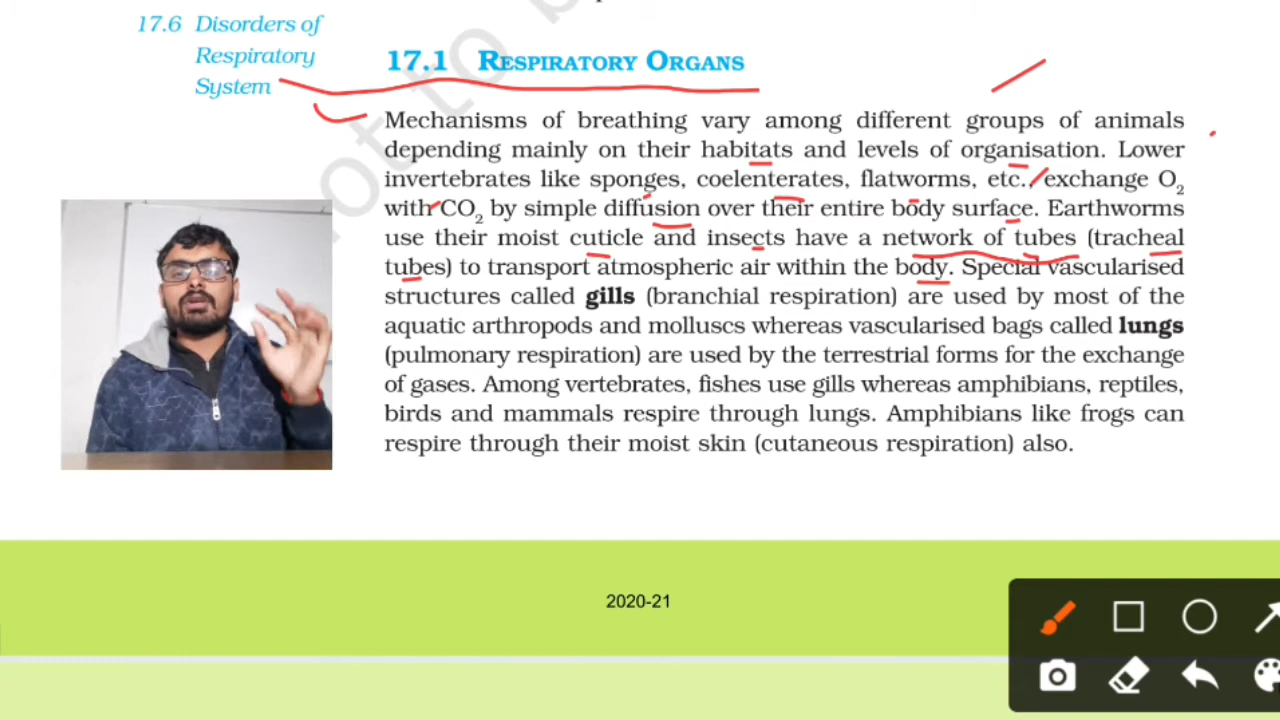 17.6 Disorders of
Respiratory
System
17.1 RESPIRATORY ORGANS
Mechanisms of breathing vary among different groups of animals
depending mainly on their habitats and levels of organisation. Lower
invertebrates like sponges, coelenterates, flatworms, etc., exchange O₂
with CO₂ by simple diffusion over their entire body surface. Earthworms
use their moist cuticle and insects have a network of tubes (tracheal
tubes) to transport atmospheric air within the body. Special vascularised
structures called gills (branchial respiration) are used by most of the
aquatic arthropods and molluscs whereas vascularised bags called lungs
(pulmonary respiration) are used by the terrestrial forms for the exchange
of gases. Among vertebrates, fishes use gills whereas amphibians, reptiles,
birds and mammals respire through lungs. Amphibians like frogs can
respire through their moist skin (cutaneous respiration) also.
not to b
2020-21